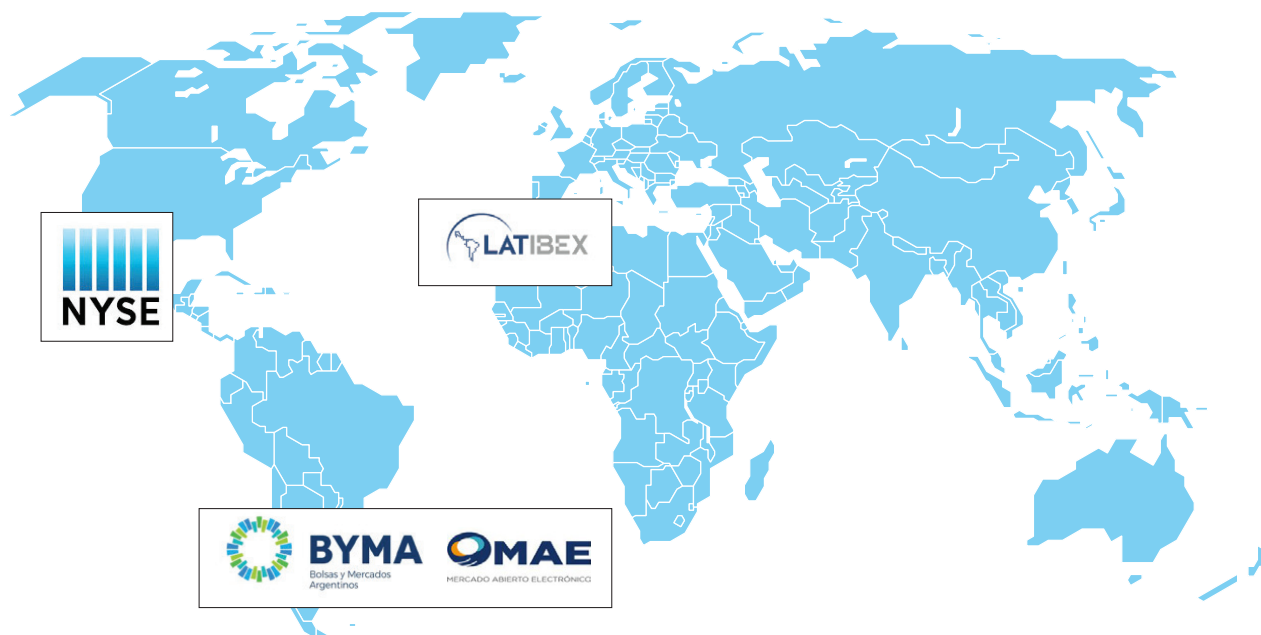 LATIBEX
NYSE
BYMA
Bolsas y Mercados
Argentinos
MAE
MERCADO ABIERTO ELECTRÓNICO